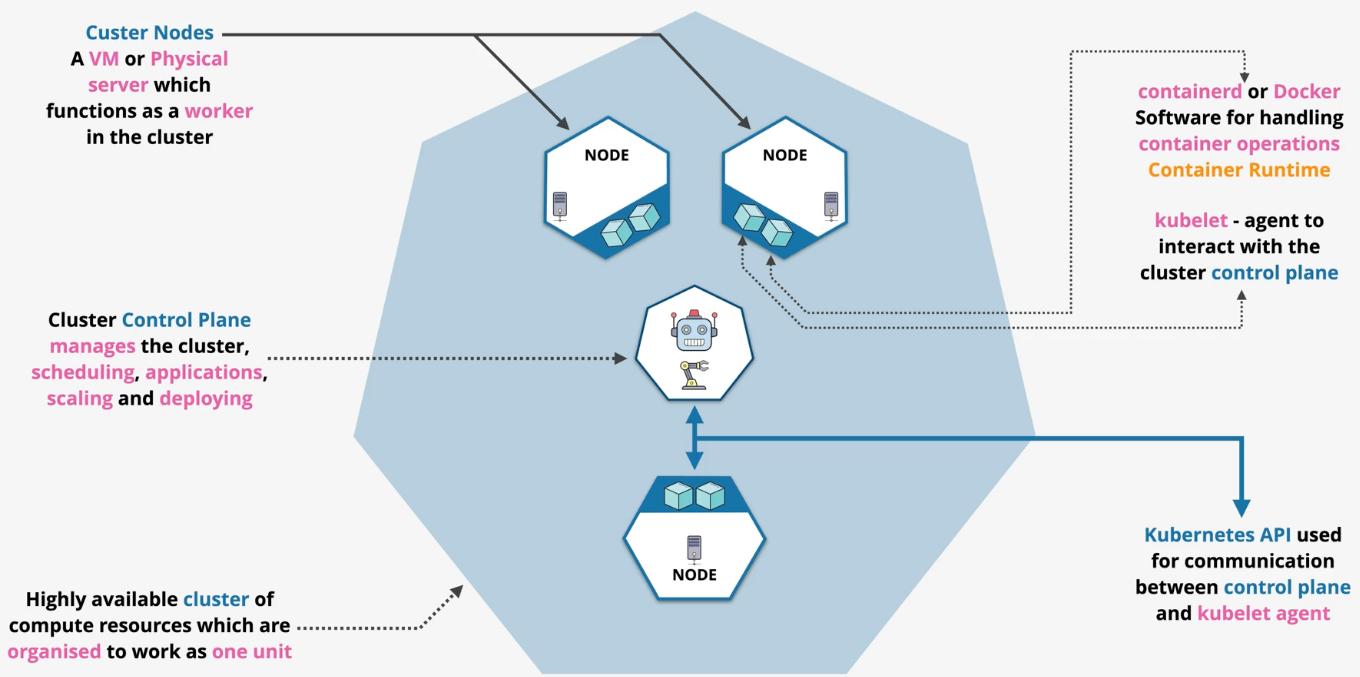 Custer Nodes
A VM or Physical
server which
functions as a worker
in the cluster
NODE
NODE
containerd or Docker
Software for handling
container operations
Container Runtime
kubelet - agent to
interact with the
cluster control plane
Cluster Control Plane
manages the cluster,
scheduling, applications,
scaling and deploying
NODE
Kubernetes API used
for communication
between control plane
and kubelet agent
Highly available cluster of
compute resources which are
organised to work as one unit